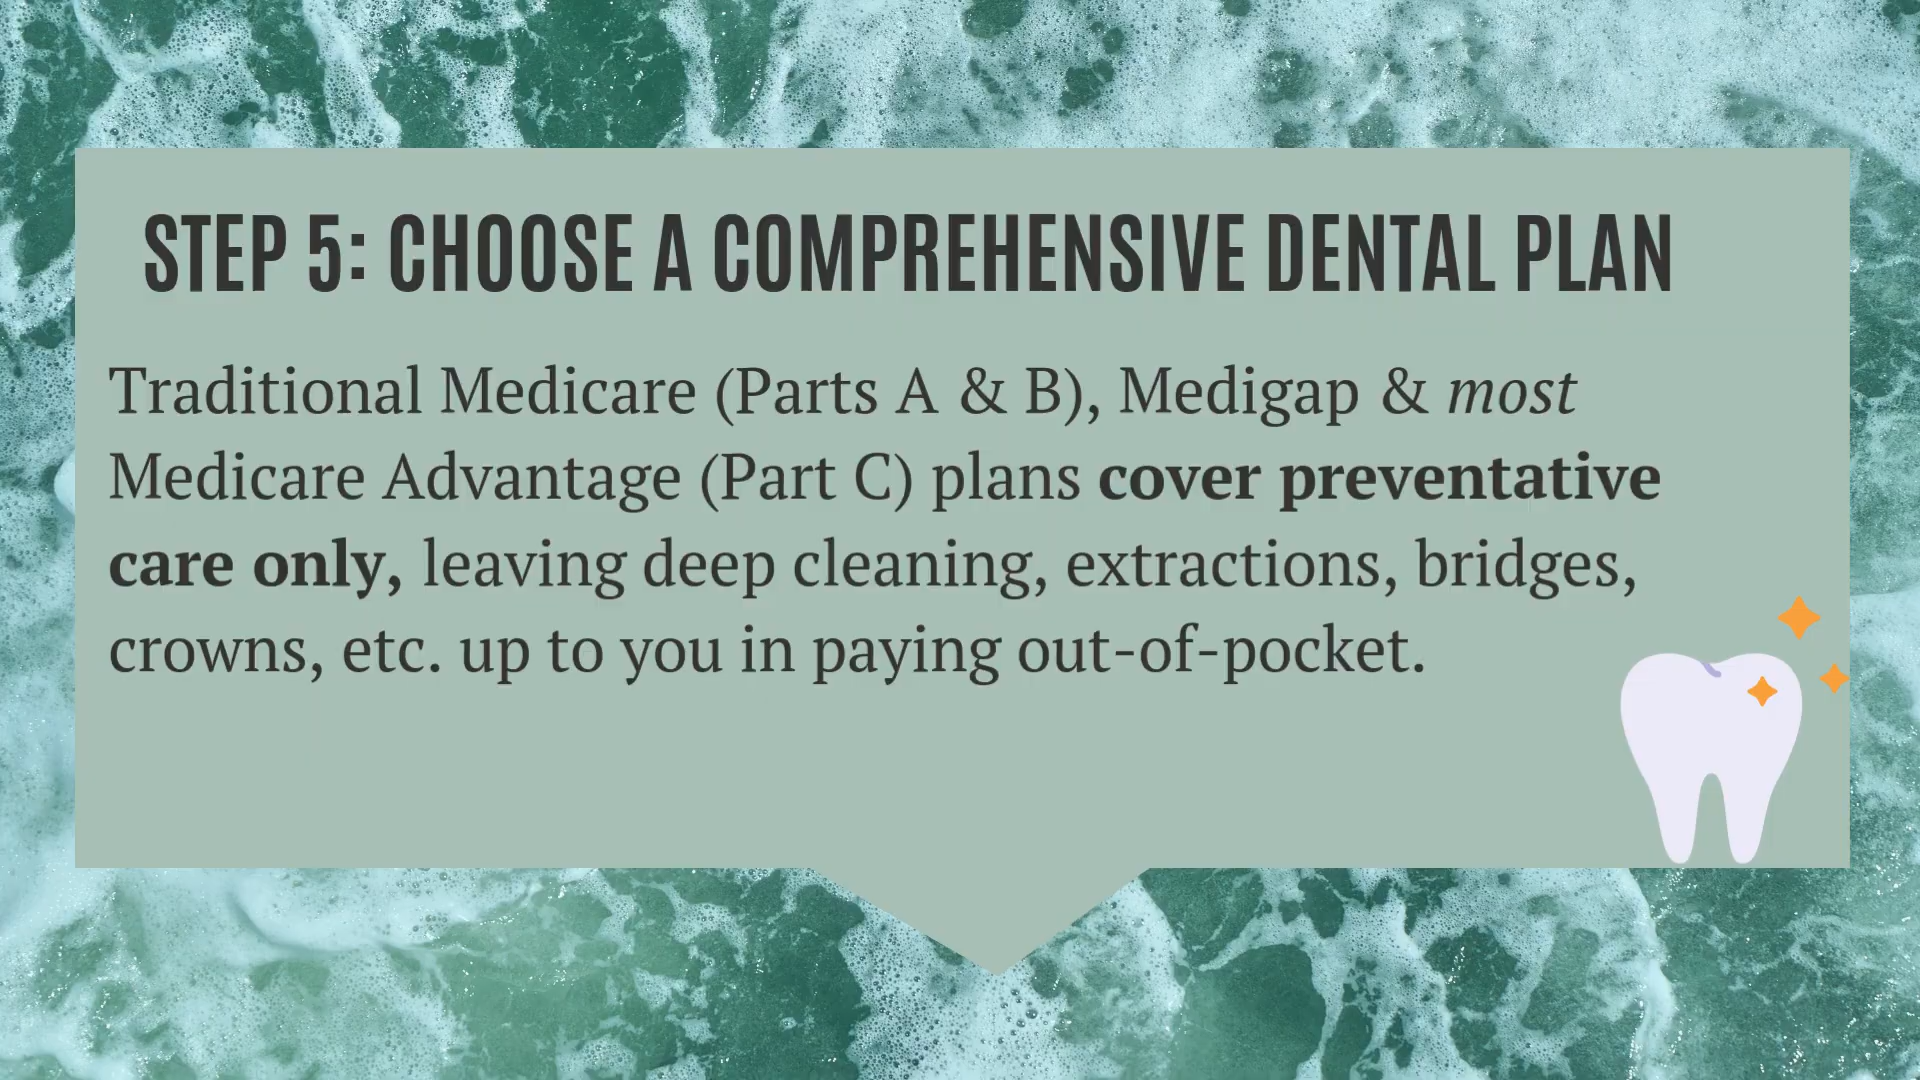 STEP 5: CHOOSE A COMPREHENSIVE DENTAL PLAN
Traditional Medicare (Parts A & B), Medigap & most
Medicare Advantage (Part C) plans cover preventative
care only, leaving deep cleaning, extractions, bridges,
crowns, etc. up to you in paying out-of-pocket.